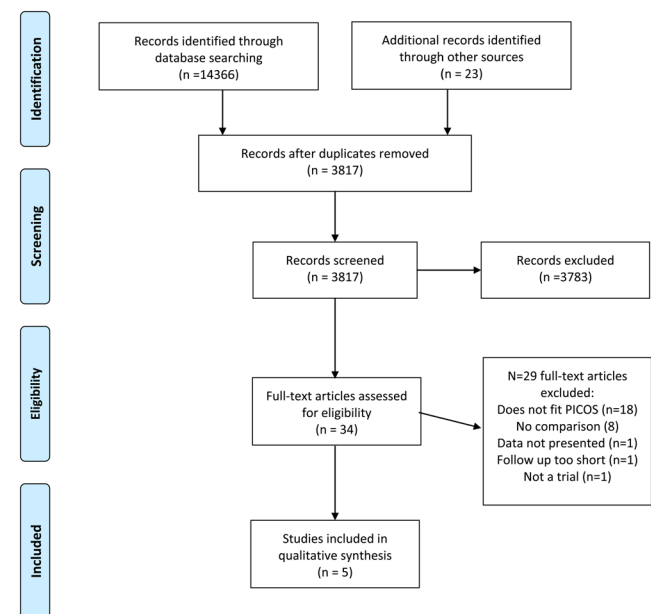 Identification
Records identified through
database searching
(n =14366)
Additional records identified
through other sources
(n = 23)
Records after duplicates removed
(n = 3817)
Screening
Records screened
(n = 3817)
Records excluded
(n =3783)
Eligibility
Full-text articles assessed
for eligibility
(n = 34)
N=29 full-text articles
excluded:
Does not fit PICOS (n=18)
No comparison (8)
Data not presented (n=1)
Follow up too short (n=1)
Not a trial (n=1)
Included
Studies included in
qualitative synthesis
(n = 5)